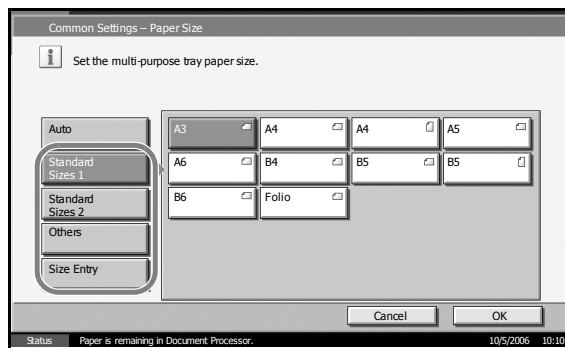 Common Settings – Paper Size
i Set the multi-purpose tray paper size.
Auto
Standard
Sizes 1
Standard
Sizes 2
Others
Size Entry
A3 A4 A4 A5
A6 B4 B5 B5
B6 Folio
Cancel OK
Status Paper is remaining in Document Processor. 10/5/2006 10:10